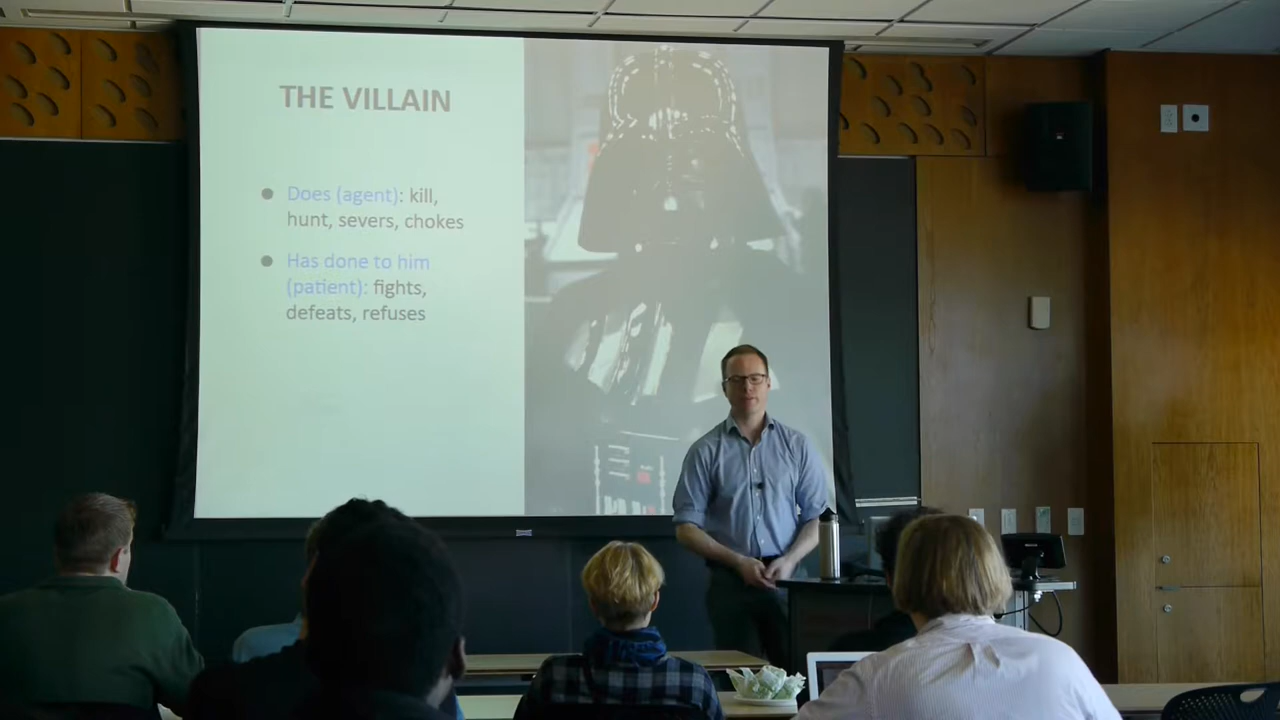 THE VILLAIN
Does (agent): kill,
hunt, severs, chokes
Has done to him
(patient): fights,
defeats, refuses